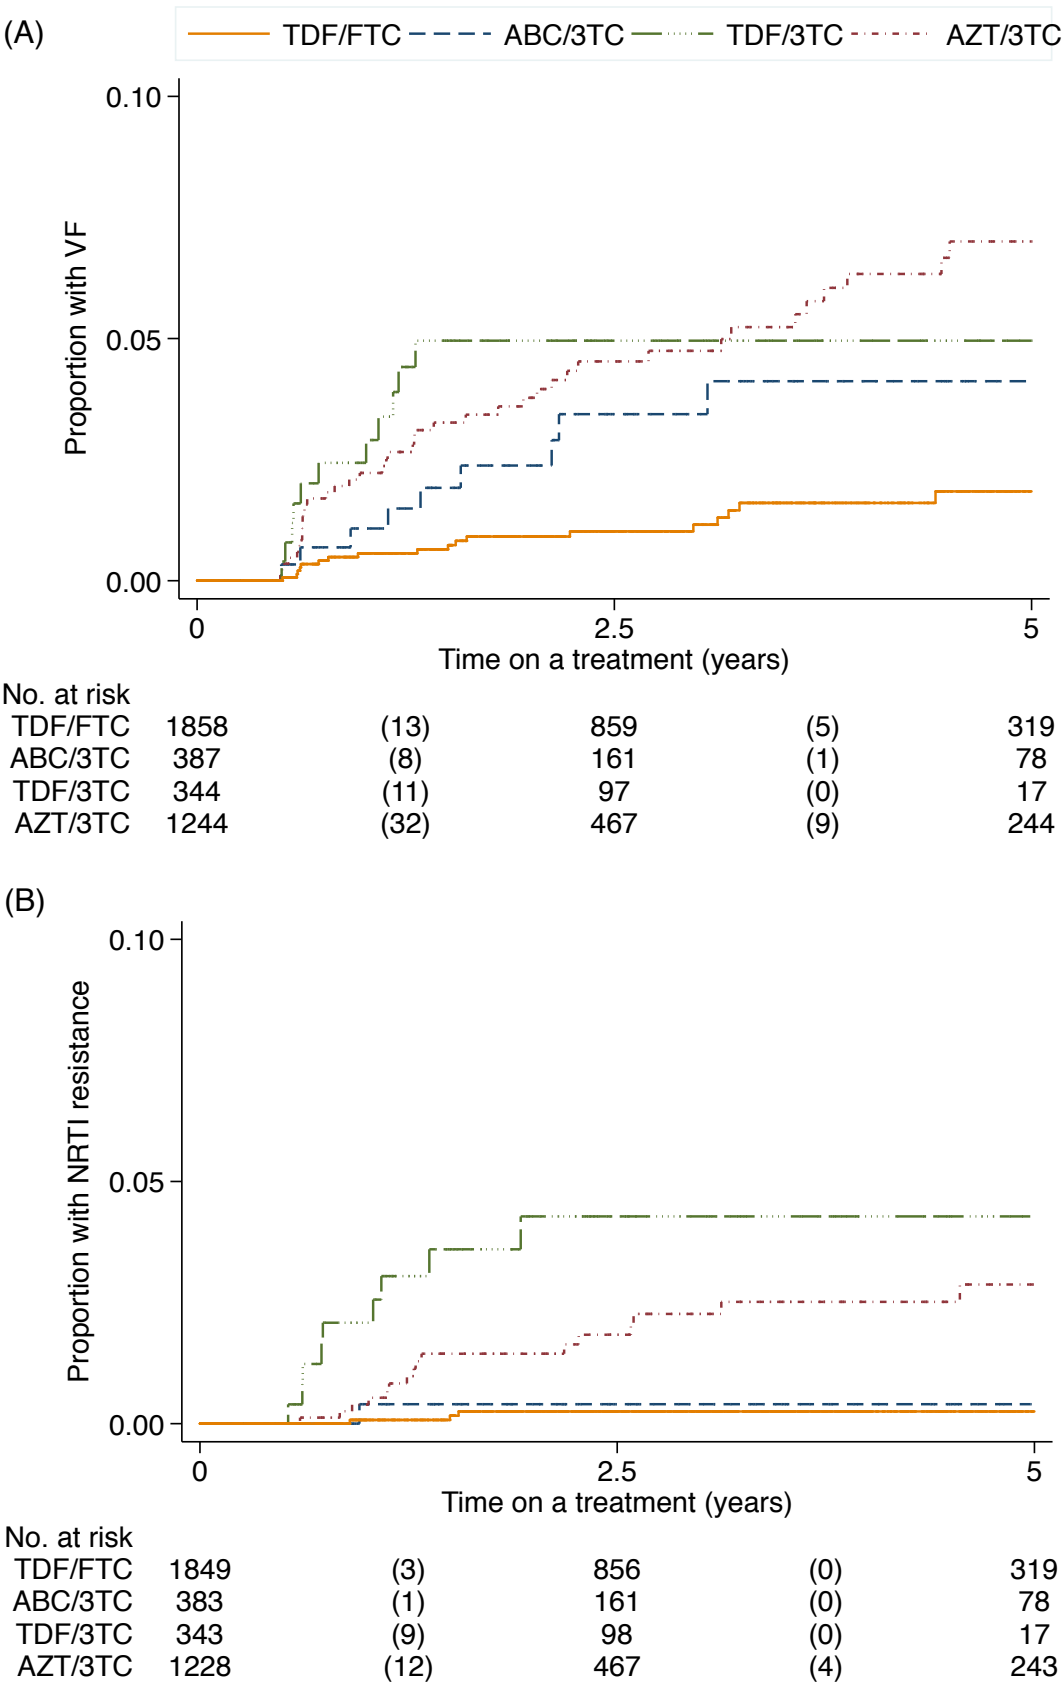 (A)
TDF/FTC ABC/3TC TDF/3TC AZT/3TC
0.10
0.05
0.00
Proportion with VF
0 2.5 5
Time on a treatment (years)
No. at risk
TDF/FTC 1858 (13) 859 (5) 319
ABC/3TC 387 (8) 161 (1) 78
TDF/3TC 344 (11) 97 (0) 17
AZT/3TC 1244 (32) 467 (9) 244
(B)
0.10
0.05
0.00
Proportion with NRTI resistance
0 2.5 5
Time on a treatment (years)
No. at risk
TDF/FTC 1849 (3) 856 (0) 319
ABC/3TC 383 (1) 161 (0) 78
TDF/3TC 343 (9) 98 (0) 17
AZT/3TC 1228 (12) 467 (4) 243